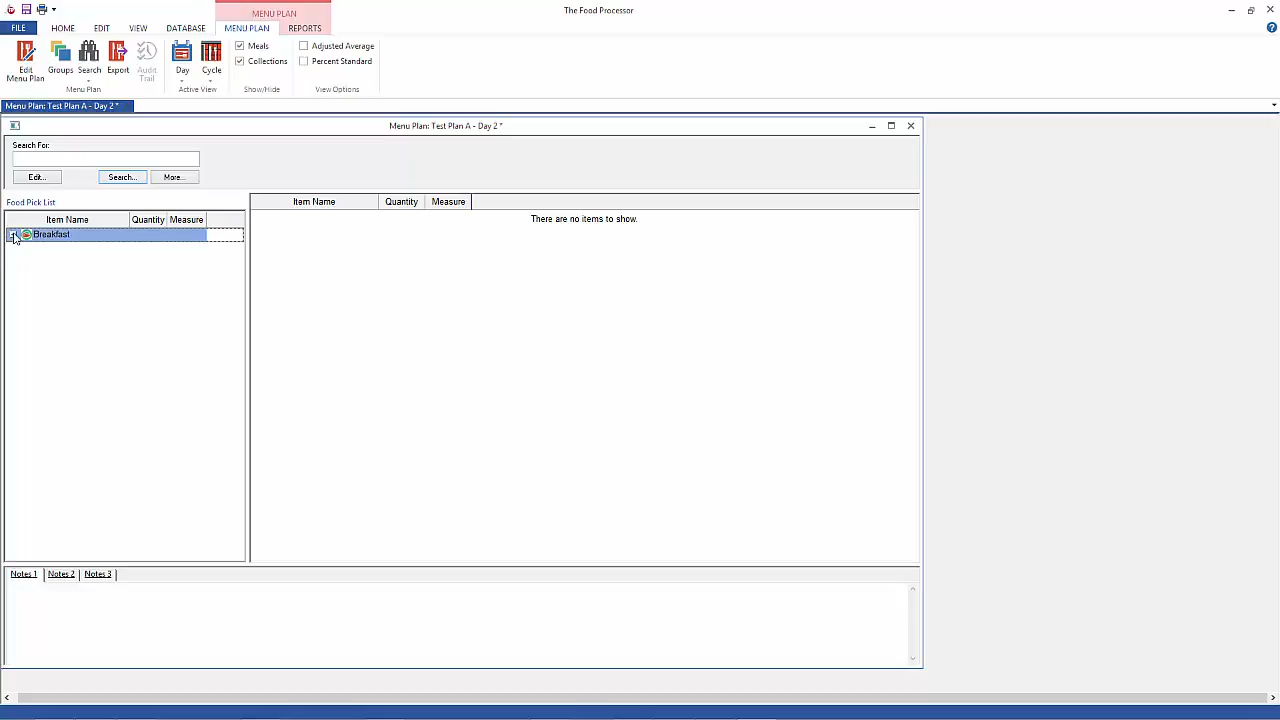 MENU PLAN
The Food Processor
FILE HOME EDIT VIEW DATABASE MENU PLAN REPORTS
Edit Menu Plan
Groups
Search
Export
Audit Trail
Day
Cycle
Meals
Collections
Adjusted Average
Percent Standard
Menu Plan
Active View
Show/Hide
View Options
Menu Plan: Test Plan A - Day 2 *
Menu Plan: Test Plan A - Day 2 *
Search For:
Edit... Search... More...
Food Pick List
Item Name Quantity Measure
Breakfast
Item Name Quantity Measure
There are no items to show.
Notes 1 Notes 2 Notes 3